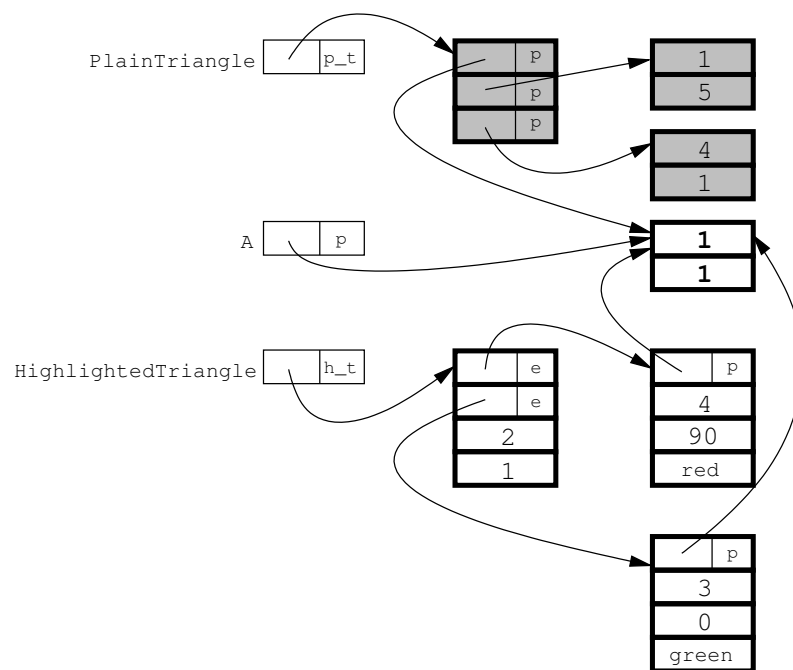 PlainTriangle p_t p 1
p 5
p 4
1
A p 1
1
HighlightedTriangle h_t e p
e 4
2 90
1 red
p
3
0
green